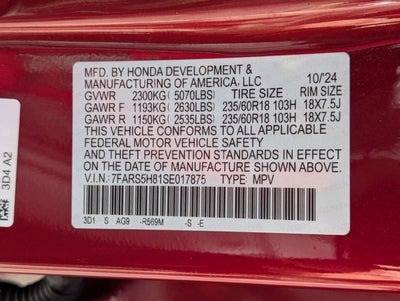 MFD. BY HONDA DEVELOPMENT &
MANUFACTURING OF AMERICA, LLC 10/'24
GVWR 2300KG( 5070LBS) TIRE SIZE RIM SIZE
GAWR F 1193KG( 2630LBS) 235/60R18 103H 18X7.5J
GAWR R 1150KG( 2535LBS) 235/60R18 103H 18X7.5J
THIS VEHICLE CONFORMS TO ALL APPLICABLE
FEDERAL MOTOR VEHICLE SAFETY
AND THEFT PREVENTION STANDARDS IN EFFECT
ON THE DATE OF MANUFACTURE SHOWN ABOVE.
V.I.N: 7FARS5H81SE017875 TYPE: MPV
3D1 S AG9 -R569M -S -E
3D4 A2